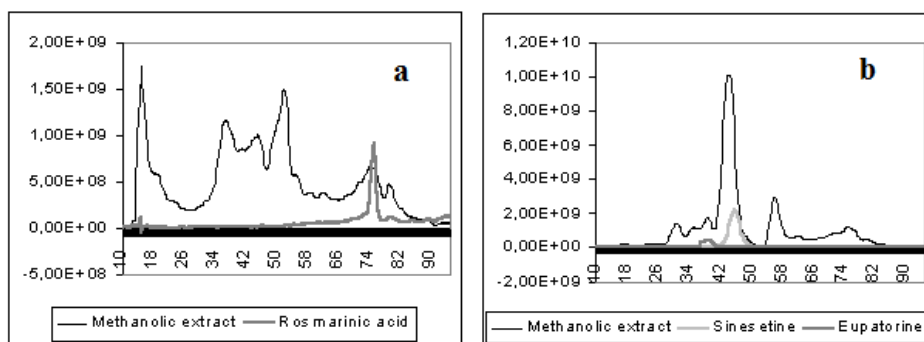 a
2,00E+09
1,50E+09
1,00E+09
5,00E+08
0,00E+00
-5,00E+08
10 18 26 34 42 50 58 66 74 82 90
Methanolic extract Rosmarinic acid
b
1,20E+10
1,00E+10
8,00E+09
6,00E+09
4,00E+09
2,00E+09
0,00E+00
-2,00E+09
10 18 26 34 42 50 58 66 74 82 90
Methanolic extract Sinesetine Eupatorine